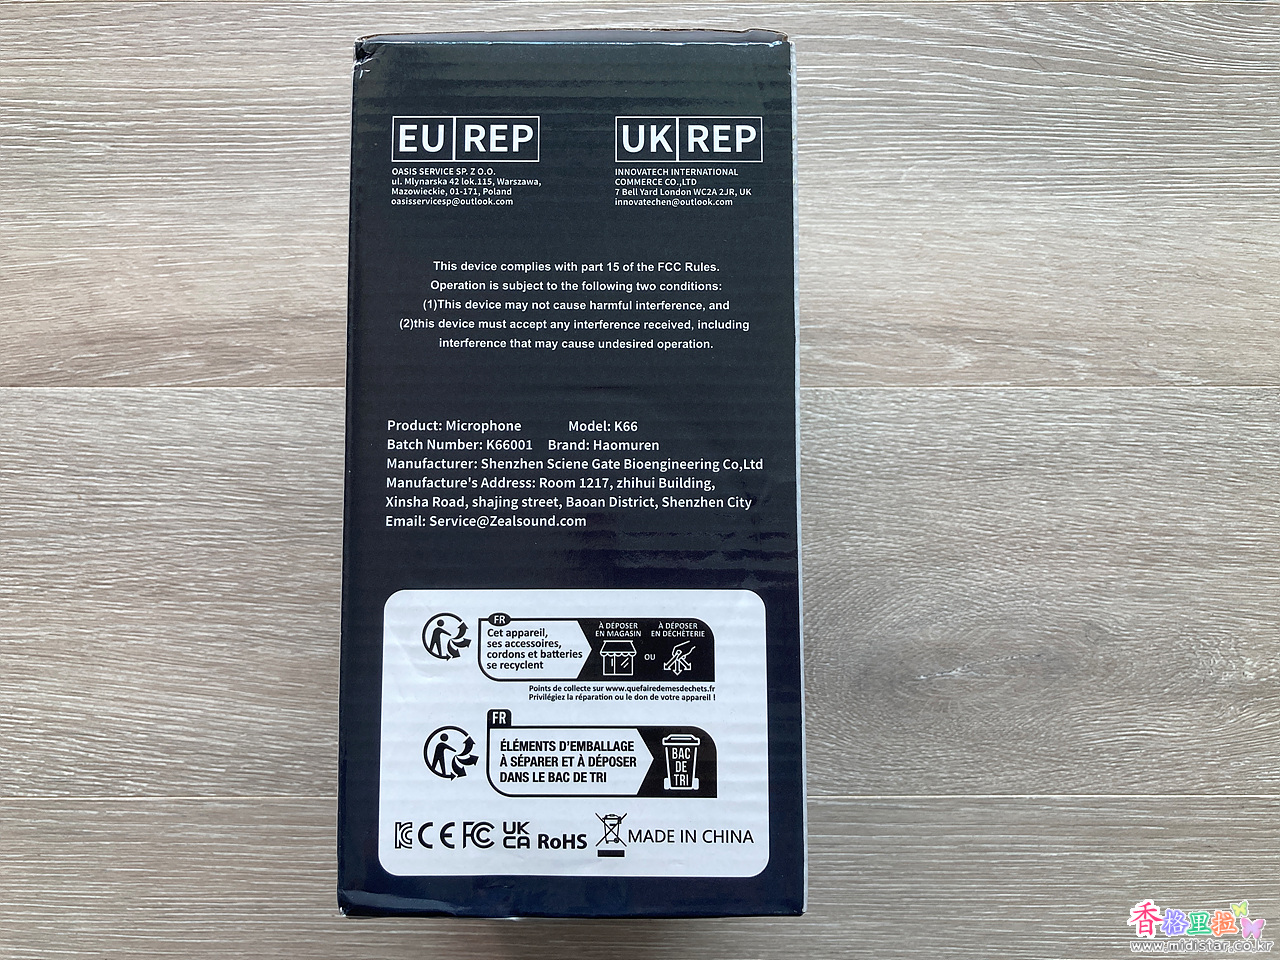 EU REP
OASIS SERVICE SP. Z O.O.
ul. Mlynarska 42 lok.115, Warszawa,
Mazowieckie, 01-171, Poland
oasisservicesp@outlook.com
UK REP
INNOVATECH INTERNATIONAL
COMMERCE CO.,LTD
7 Bell Yard London WC2A 2JR, UK
innovatechen@outlook.com
This device complies with part 15 of the FCC Rules.
Operation is subject to the following two conditions:
(1)This device may not cause harmful interference, and
(2)this device must accept any interference received, including
interference that may cause undesired operation.
Product: Microphone Model: K66
Batch Number: K66001 Brand: Haomuren
Manufacturer: Shenzhen Sciene Gate Bioengineering Co,Ltd
Manufacture's Address: Room 1217, zhihui Building,
Xinsha Road, shajing street, Baoan District, Shenzhen City
Email: Service@Zealsound.com
FR
Cet appareil,
ses accessoires,
cordons et batteries
se recyclent
À DÉPOSER
EN MAGASIN
OU
À DÉPOSER
EN DÉCHÈTERIE
Points de collecte sur www.quefairedemesdechets.fr
Privilégiez la réparation ou le don de votre appareil !
FR
ÉLÉMENTS D'EMBALLAGE
À SÉPARER ET À DÉPOSER
DANS LE BAC DE TRI
BAC
DE
TRI
KC CE FC UK CA RoHS MADE IN CHINA
香格里拉
www.midistar.co.kr